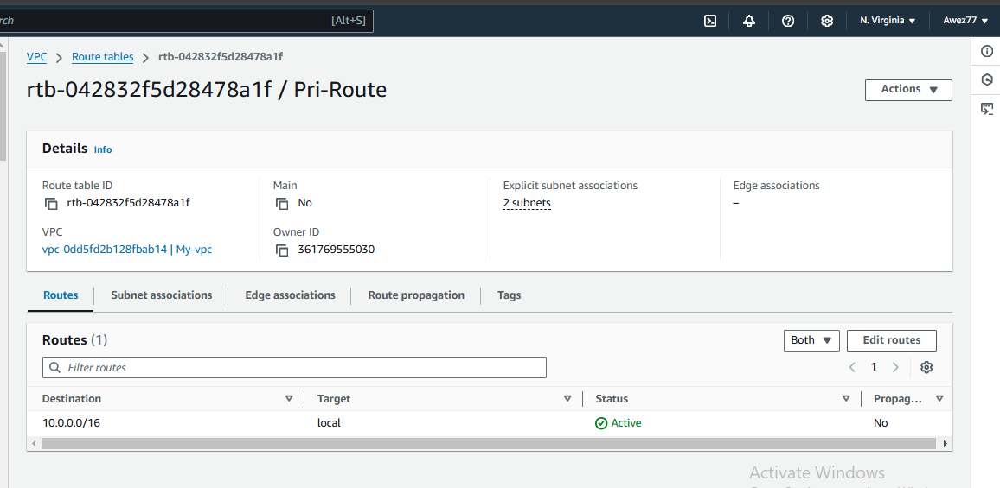 rch [Alt+S] N. Virginia ▼ Awez77 ▼
VPC > Route tables > rtb-042832f5d28478a1f
rtb-042832f5d28478a1f / Pri-Route
Actions ▼
Details Info
Route table ID Main Explicit subnet associations Edge associations
rtb-042832f5d28478a1f No 2 subnets –
VPC Owner ID
vpc-0dd5fd2b128fbab14 | My-vpc 361769555030
Routes Subnet associations Edge associations Route propagation Tags
Routes (1) Both ▼ Edit routes
Filter routes < 1 >
Destination Target Status Propag...
10.0.0.0/16 local Active No
Activate Windows